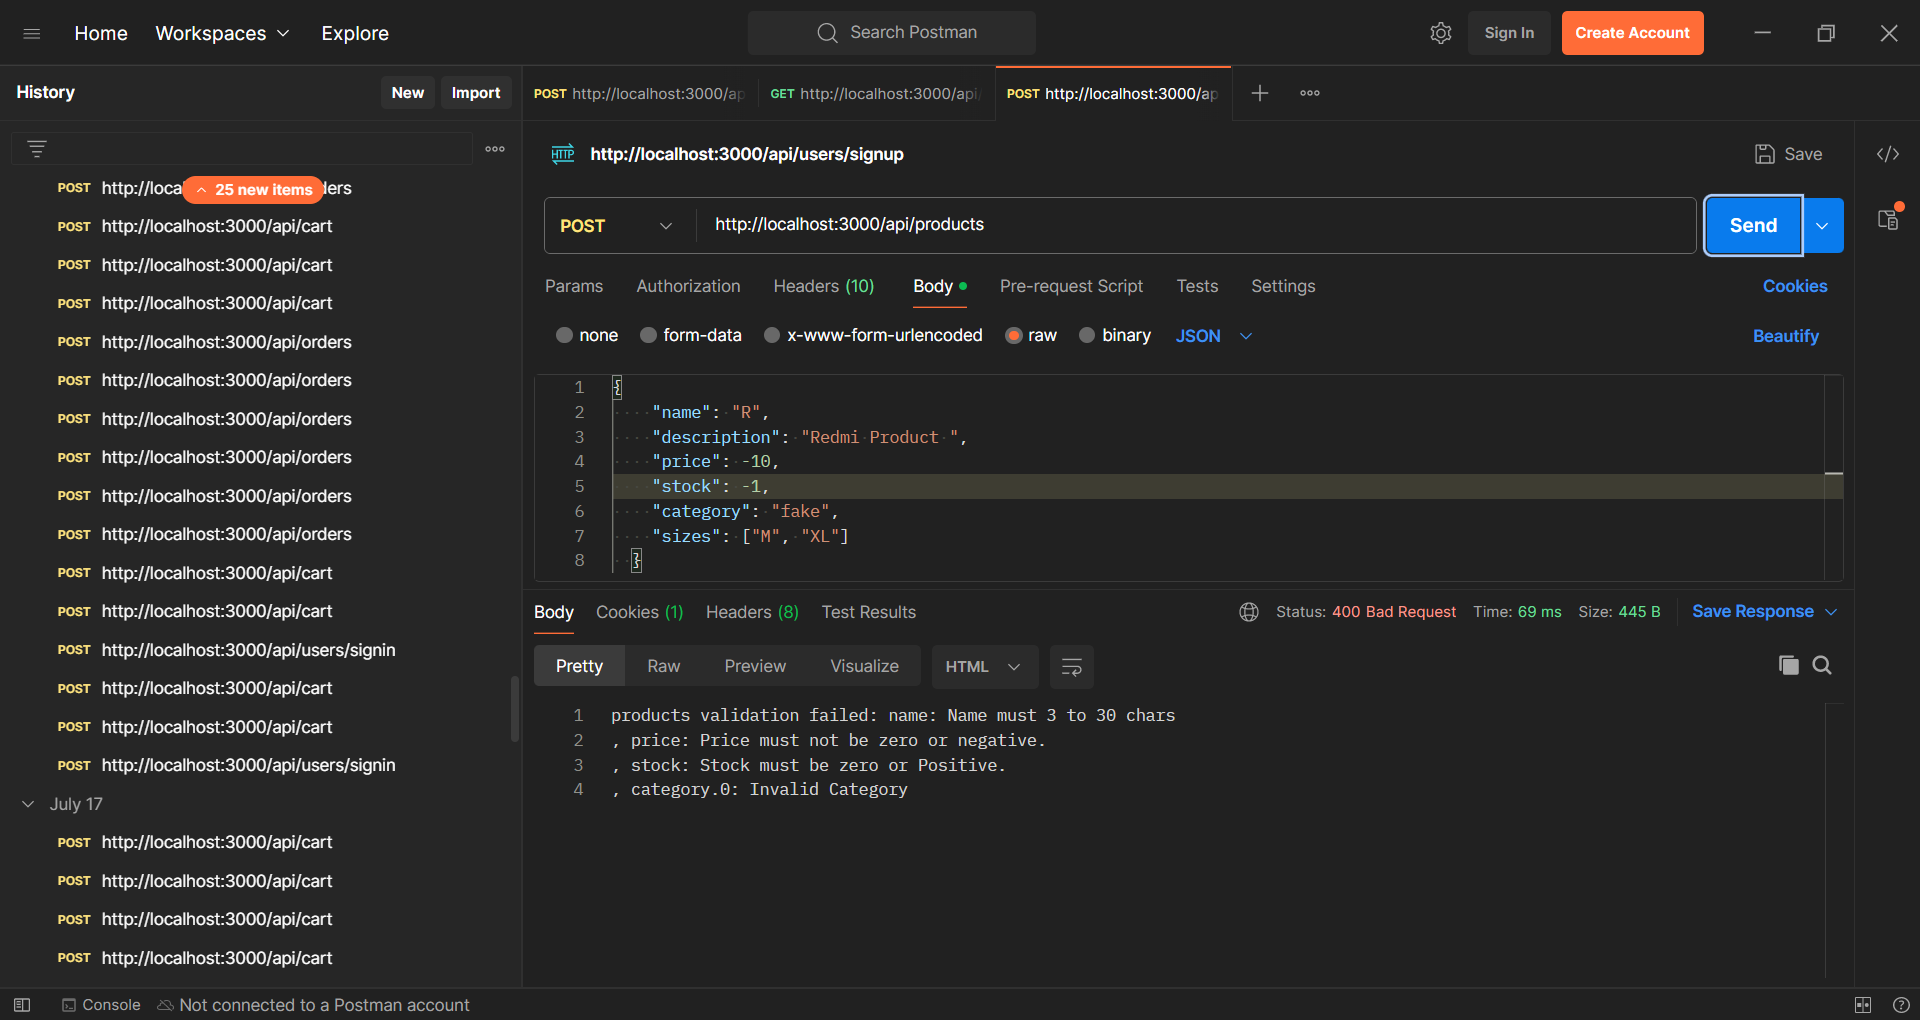 Home Workspaces Explore
Search Postman
Sign In
Create Account
History
New
Import
POST http://loca
ders
25 new items
POST http://localhost:3000/api/cart
POST http://localhost:3000/api/cart
POST http://localhost:3000/api/cart
POST http://localhost:3000/api/orders
POST http://localhost:3000/api/orders
POST http://localhost:3000/api/orders
POST http://localhost:3000/api/orders
POST http://localhost:3000/api/orders
POST http://localhost:3000/api/orders
POST http://localhost:3000/api/cart
POST http://localhost:3000/api/cart
POST http://localhost:3000/api/users/signin
POST http://localhost:3000/api/cart
POST http://localhost:3000/api/cart
POST http://localhost:3000/api/users/signin
July 17
POST http://localhost:3000/api/cart
POST http://localhost:3000/api/cart
POST http://localhost:3000/api/cart
POST http://localhost:3000/api/cart
POST http://localhost:3000/ap
GET http://localhost:3000/api/
POST http://localhost:3000/ap
HTTP http://localhost:3000/api/users/signup
Save
POST http://localhost:3000/api/products
Send
Params Authorization Headers (10) Body Pre-request Script Tests Settings
Cookies
none form-data x-www-form-urlencoded raw binary JSON
Beautify
1 {
2 "name": "R",
3 "description": "Redmi Product ",
4 "price": -10,
5 "stock": -1,
6 "category": "fake",
7 "sizes": ["M", "XL"]
8 }
Body Cookies (1) Headers (8) Test Results
Status: 400 Bad Request Time: 69 ms Size: 445 B Save Response
Pretty Raw Preview Visualize HTML
1 products validation failed: name: Name must 3 to 30 chars
2 , price: Price must not be zero or negative.
3 , stock: Stock must be zero or Positive.
4 , category.0: Invalid Category
Console Not connected to a Postman account